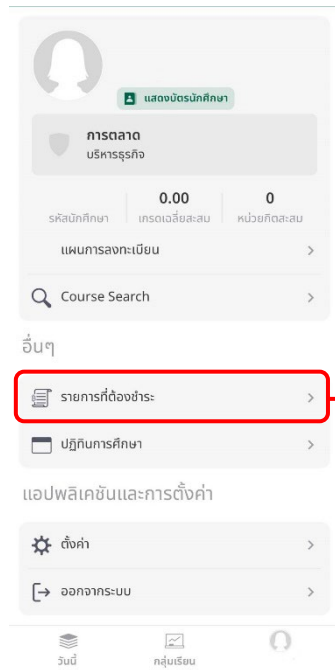 แสดงบัตรนักศึกษา
การตลาด
บริหารธุรกิจ
0.00 0
รหัสนักศึกษา เกรดเฉลี่ยสะสม หน่วยกิตสะสม
แผนการลงทะเบียน
Course Search
อื่นๆ
รายการที่ต้องชำระ
ปฏิทินการศึกษา
แอปพลิเคชันและการตั้งค่า
ตั้งค่า
ออกจากระบบ
วันนี้ กลุ่มเรียน